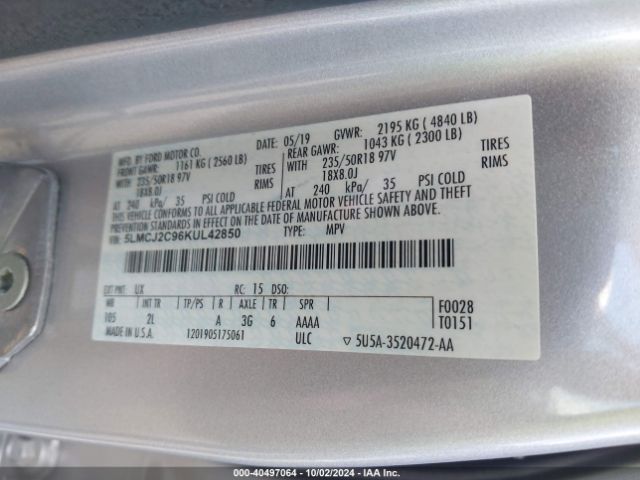 MFD. BY FORD MOTOR CO.
DATE: 05/19 GVWR: 2195 KG ( 4840 LB)
FRONT GAWR: 1161 KG ( 2560 LB) REAR GAWR: 1043 KG ( 2300 LB)
WITH 235/50R18 97V TIRES WITH 235/50R18 97V TIRES
18X8.0J RIMS 18X8.0J RIMS
AT 240 kPa/ 35 PSI COLD AT 240 kPa/ 35 PSI COLD
THIS VEHICLE CONFORMS TO ALL APPLICABLE FEDERAL MOTOR VEHICLE SAFETY AND THEFT
PREVENTION STANDARDS IN EFFECT ON THE DATE OF MANUFACTURE SHOWN ABOVE.
5LMCJ2C96KUL42850 TYPE: MPV
EXT PNT: UX RC: 15 DSO:
WB INT TR TP/PS R AXLE TR SPR
105 2L A 3G 6 AAAA
F0028
T0151
MADE IN U.S.A. 1201905175061 ULC ▽ 5U5A-3520472-AA
000-40497064 - 10/02/2024 - IAA Inc.